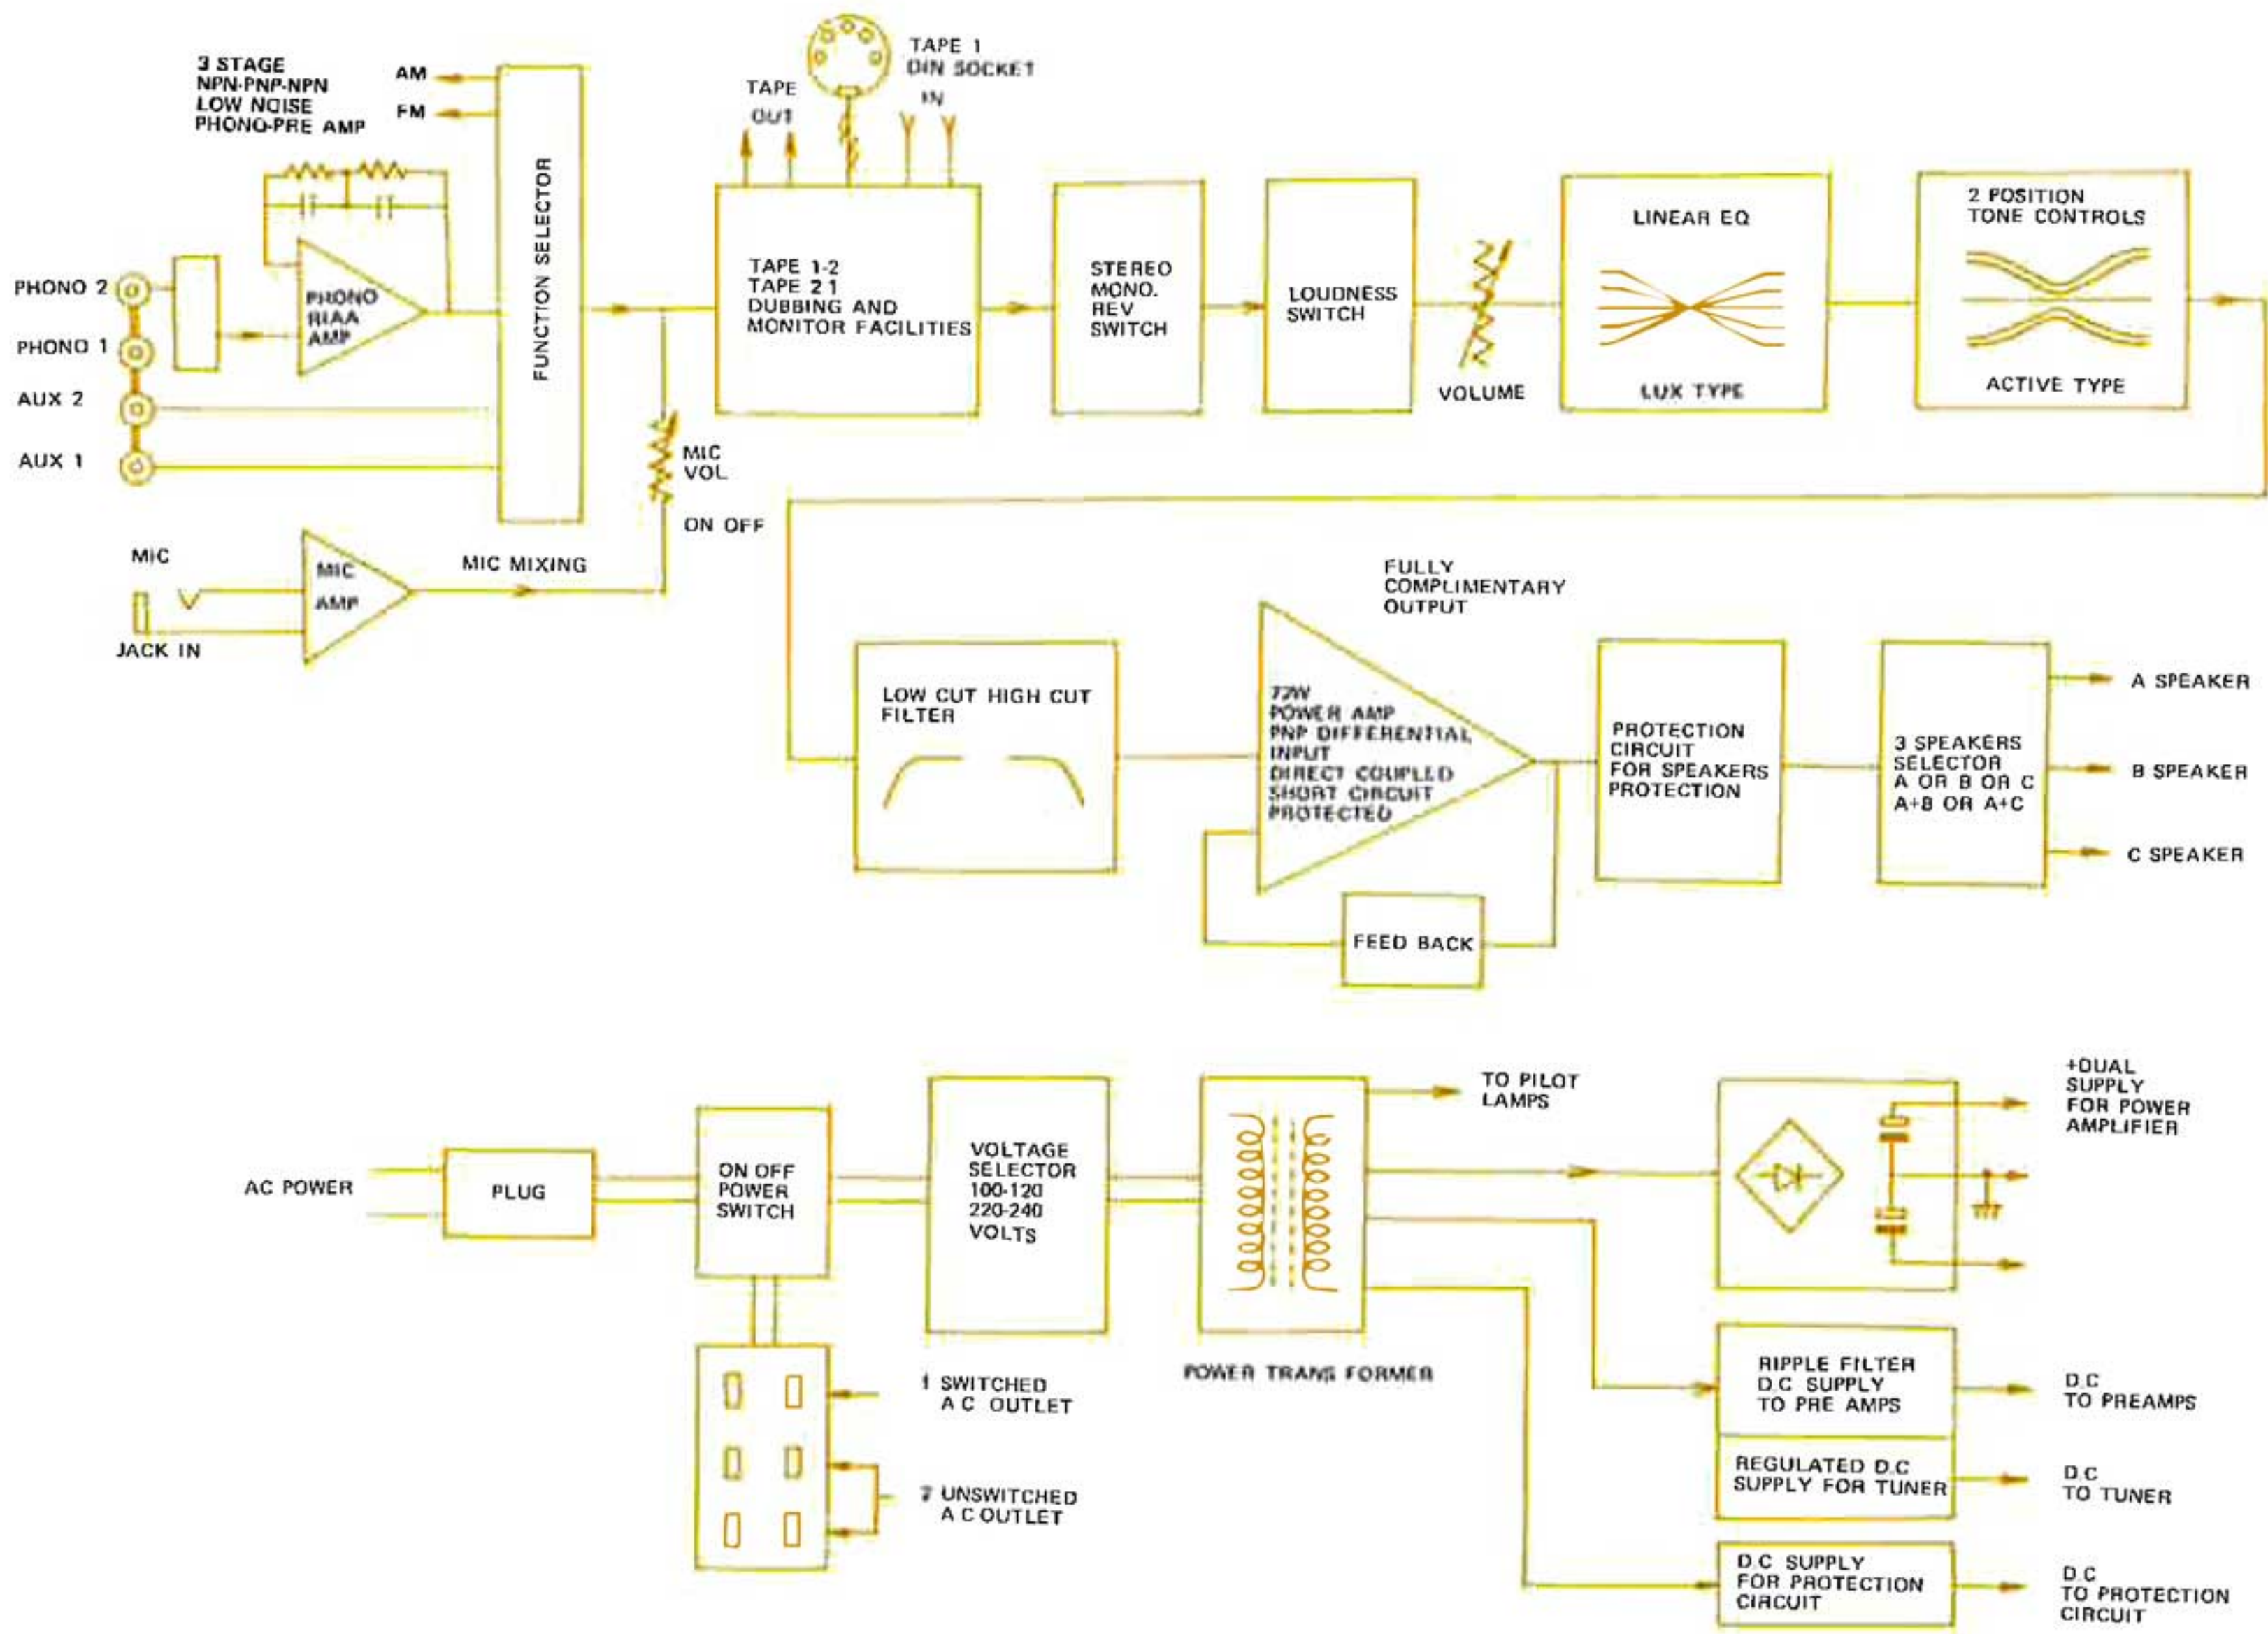 3 STAGE
NPN-PNP-NPN
LOW NOISE
PHONO-PRE AMP
AM
FM
FUNCTION SELECTOR
PHONO 2
PHONO 1
AUX 2
AUX 1
PHONO
RIAA
AMP
MIC
JACK IN
MIC
AMP
MIC MIXING
MIC
VOL
ON OFF
TAPE
OUT
TAPE 1
DIN SOCKET
IN
TAPE 1-2
TAPE 2 1
DUBBING AND
MONITOR FACILITIES
STEREO
MONO.
REV
SWITCH
LOUDNESS
SWITCH
VOLUME
LINEAR EQ
LUX TYPE
2 POSITION
TONE CONTROLS
ACTIVE TYPE
LOW CUT HIGH CUT
FILTER
FULLY
COMPLIMENTARY
OUTPUT
POWER AMP
PNP DIFFERENTIAL
INPUT
DIRECT COUPLED
SHORT CIRCUIT
PROTECTED
FEED BACK
PROTECTION
CIRCUIT
FOR SPEAKERS
PROTECTION
3 SPEAKERS
SELECTOR
A OR B OR C
A+B OR A+C
A SPEAKER
B SPEAKER
C SPEAKER
AC POWER
PLUG
ON OFF
POWER
SWITCH
VOLTAGE
SELECTOR
100-120
220-240
VOLTS
POWER TRANS FORMER
TO PILOT
LAMPS
+DUAL
SUPPLY
FOR POWER
AMPLIFIER
1 SWITCHED
A C OUTLET
UNSWITCHED
A C OUTLET
RIPPLE FILTER
D.C SUPPLY
TO PRE AMPS
D.C
TO PREAMPS
REGULATED D.C
SUPPLY FOR TUNER
D.C
TO TUNER
D.C SUPPLY
FOR PROTECTION
CIRCUIT
D.C
TO PROTECTION
CIRCUIT